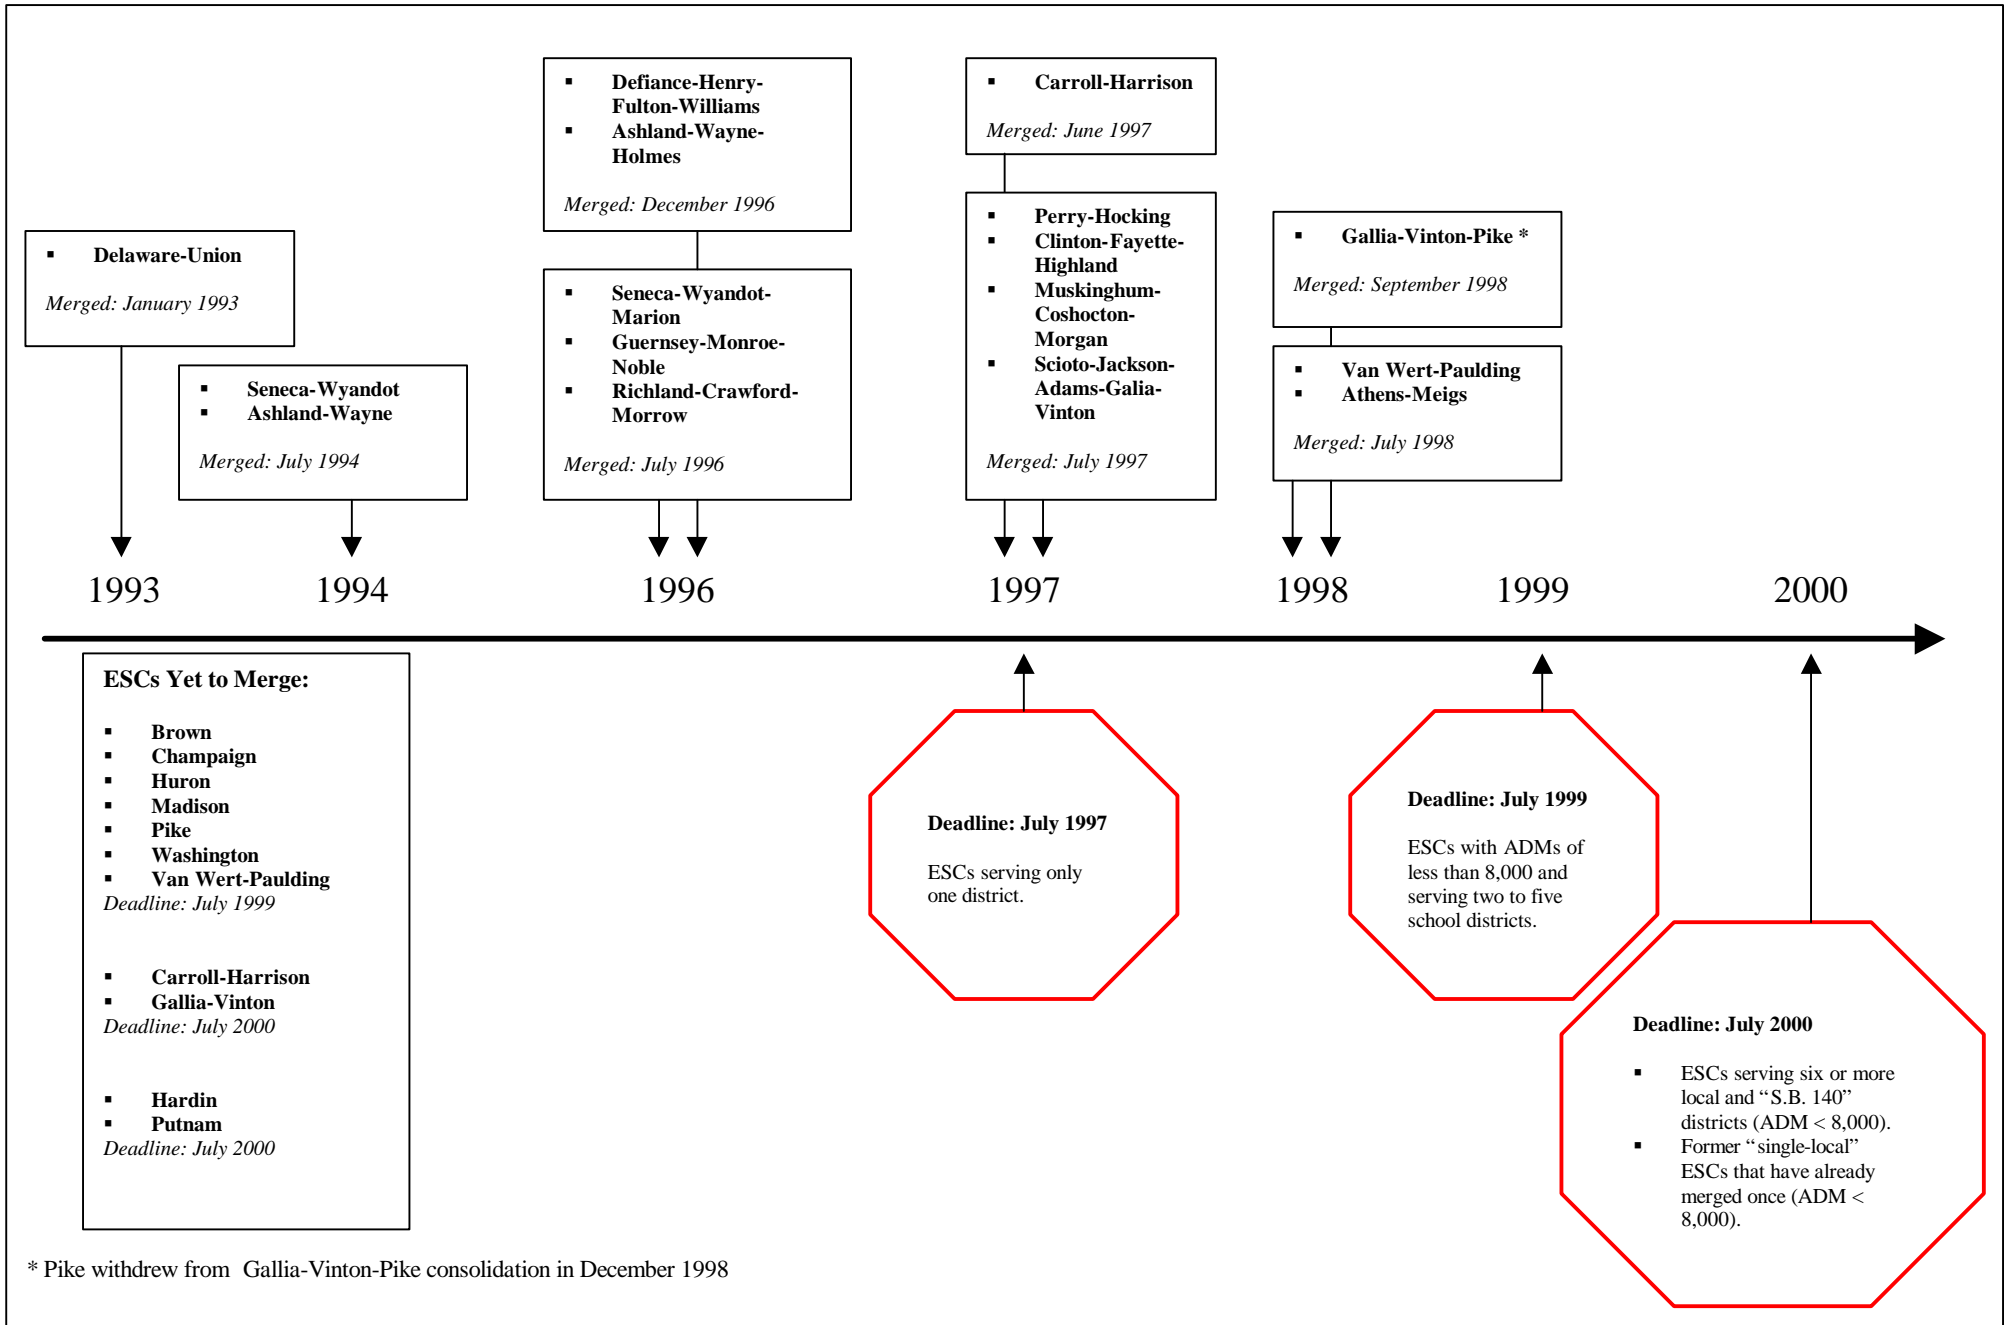 ▪ Defiance-Henry-
Fulton-Williams
▪ Ashland-Wayne-
Holmes
Merged: December 1996
▪ Carroll-Harrison
Merged: June 1997
▪ Delaware-Union
Merged: January 1993
▪ Seneca-Wyandot
▪ Ashland-Wayne
Merged: July 1994
▪ Seneca-Wyandot-
Marion
▪ Guernsey-Monroe-
Noble
▪ Richland-Crawford-
Morrow
Merged: July 1996
▪ Perry-Hocking
▪ Clinton-Fayette-
Highland
▪ Muskinghum-
Coshocton-
Morgan
▪ Scioto-Jackson-
Adams-Galia-
Vinton
Merged: July 1997
▪ Gallia-Vinton-Pike *
Merged: September 1998
▪ Van Wert-Paulding
▪ Athens-Meigs
Merged: July 1998
1993 1994 1996 1997 1998 1999 2000
ESCs Yet to Merge:
▪ Brown
▪ Champaign
▪ Huron
▪ Madison
▪ Pike
▪ Washington
▪ Van Wert-Paulding
Deadline: July 1999
▪ Carroll-Harrison
▪ Gallia-Vinton
Deadline: July 2000
▪ Hardin
▪ Putnam
Deadline: July 2000
Deadline: July 1997
ESCs serving only
one district.
Deadline: July 1999
ESCs with ADMs of
less than 8,000 and
serving two to five
school districts.
Deadline: July 2000
▪ ESCs serving six or more
local and “S.B. 140”
districts (ADM < 8,000).
▪ Former “single-local”
ESCs that have already
merged once (ADM <
8,000).
* Pike withdrew from Gallia-Vinton-Pike consolidation in December 1998